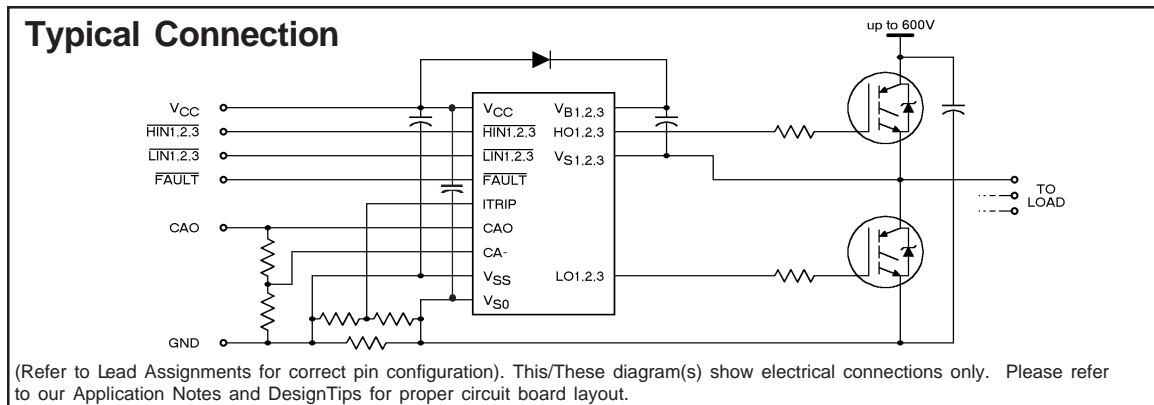 Typical Connection
up to 600V
VCC
HIN1,2,3
LIN1,2,3
FAULT
CAO
GND
VCC
HIN1,2,3
LIN1,2,3
FAULT
ITRIP
CAO
CA-
VSS
VS0
VB1,2,3
HO1,2,3
VS1,2,3
LO1,2,3
TO
LOAD
(Refer to Lead Assignments for correct pin configuration). This/These diagram(s) show electrical connections only. Please refer
to our Application Notes and DesignTips for proper circuit board layout.